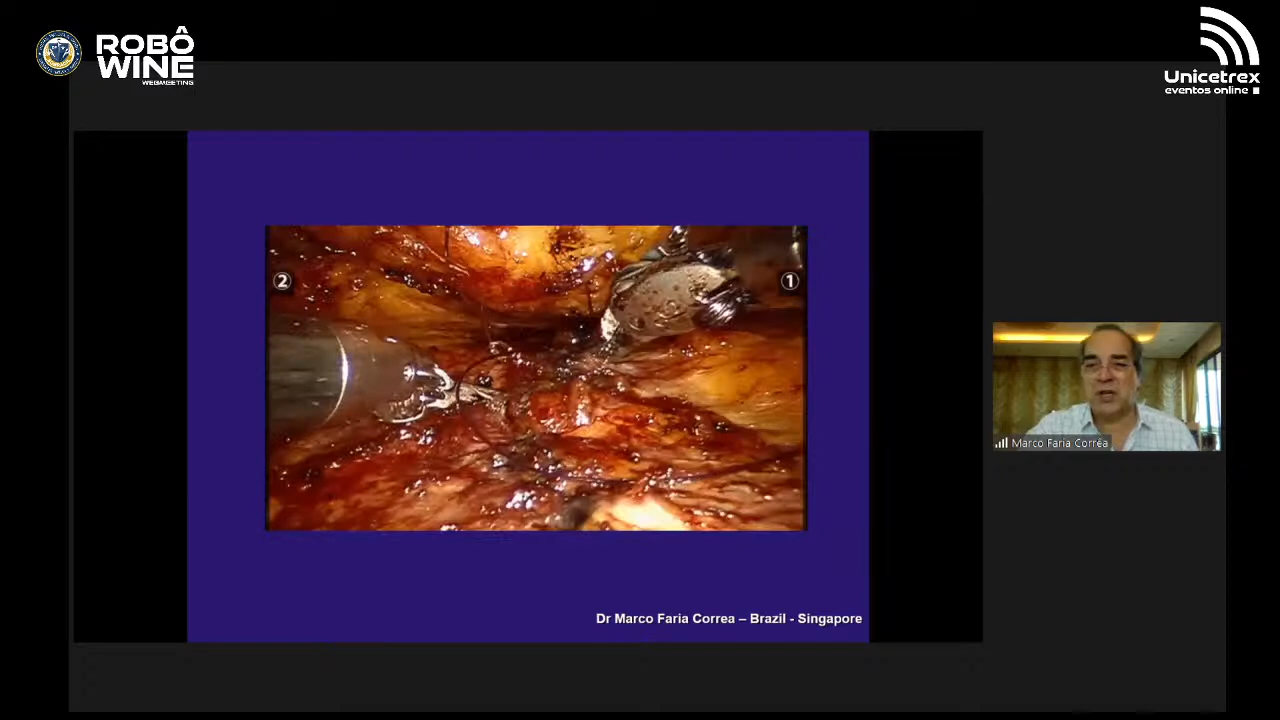 ROBÔ
WINE
WEBMEETING
Unicetrex
eventos online
2
1
Marco Faria Corrêa
Dr Marco Faria Correa – Brazil - Singapore